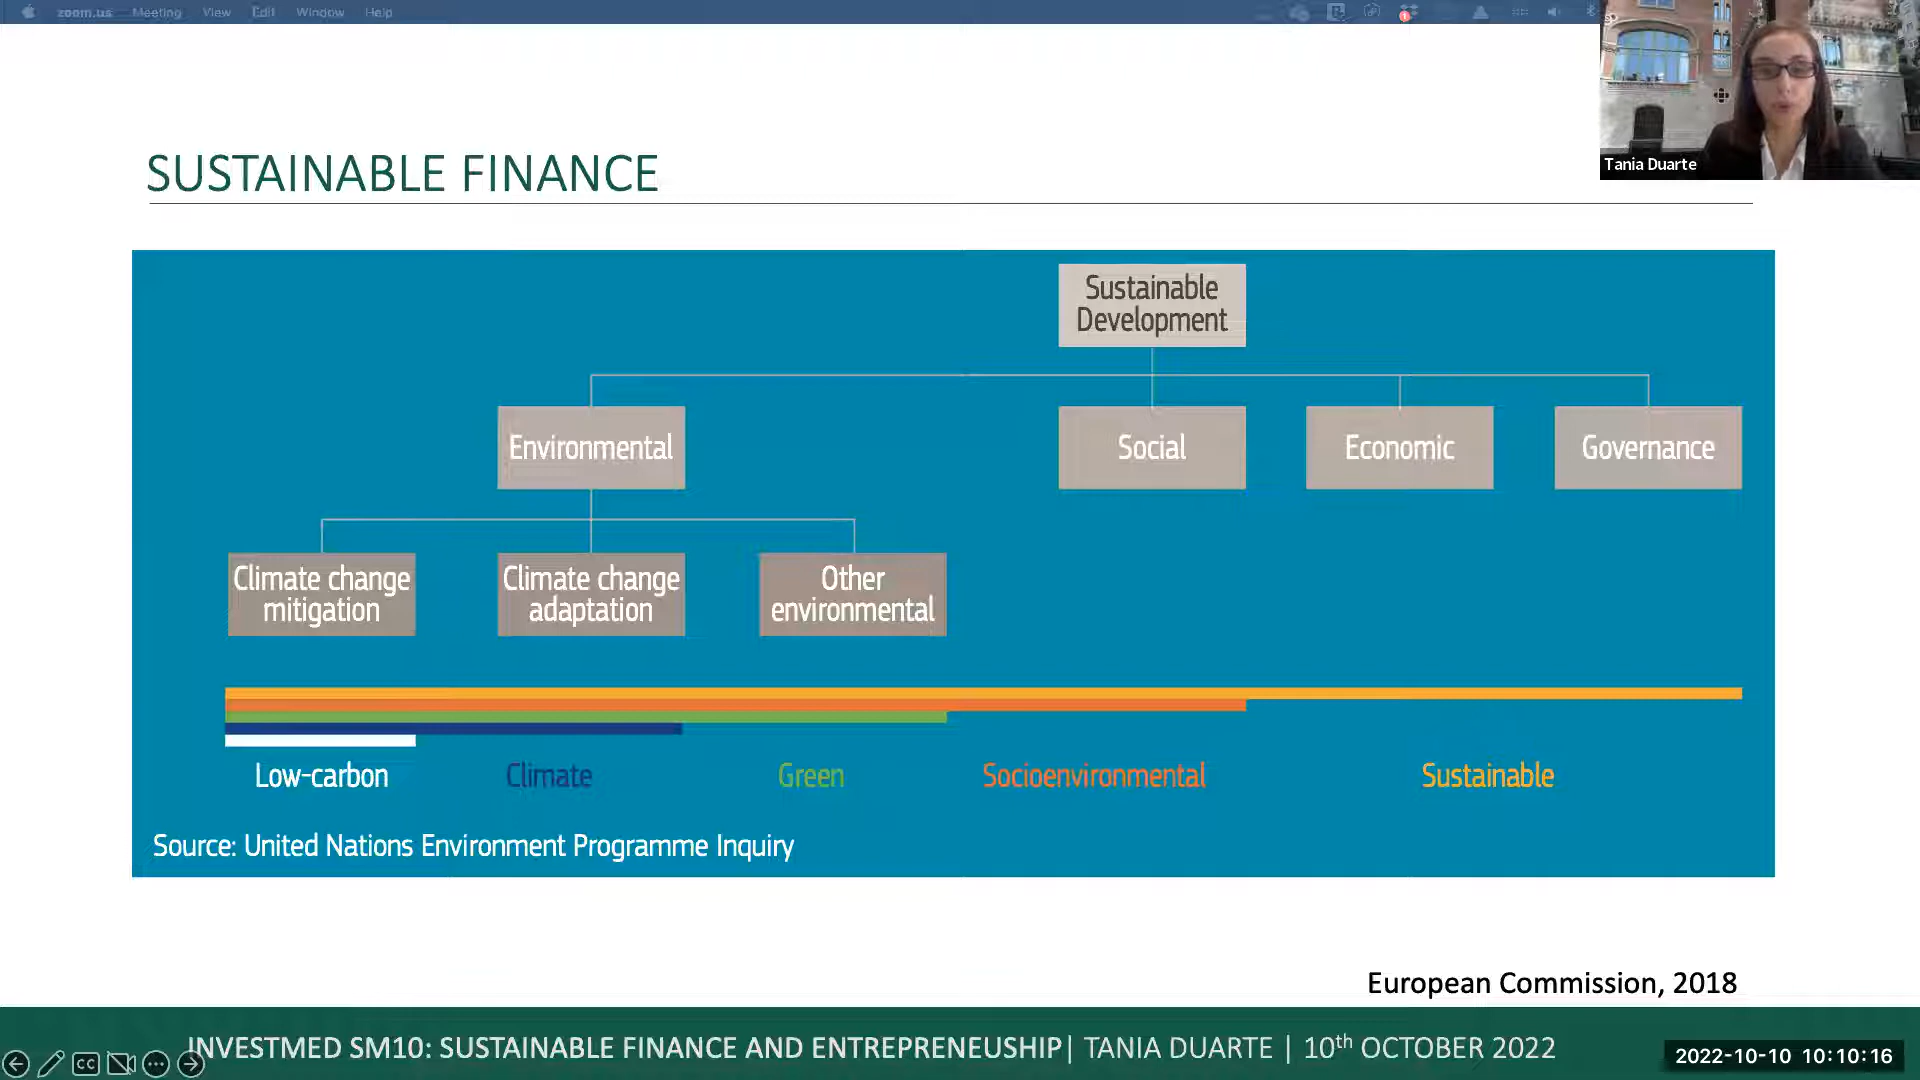 zoom.us Meeting View Edit Window Help
1
Tania Duarte
SUSTAINABLE FINANCE
Sustainable
Development
Environmental
Social
Economic
Governance
Climate change
mitigation
Climate change
adaptation
Other
environmental
Low-carbon
Climate
Green
Socioenvironmental
Sustainable
Source: United Nations Environment Programme Inquiry
European Commission, 2018
INVESTMED SM10: SUSTAINABLE FINANCE AND ENTREPRENEUSHIP| TANIA DUARTE | 10th OCTOBER 2022
CC
2022-10-10 10:10:16